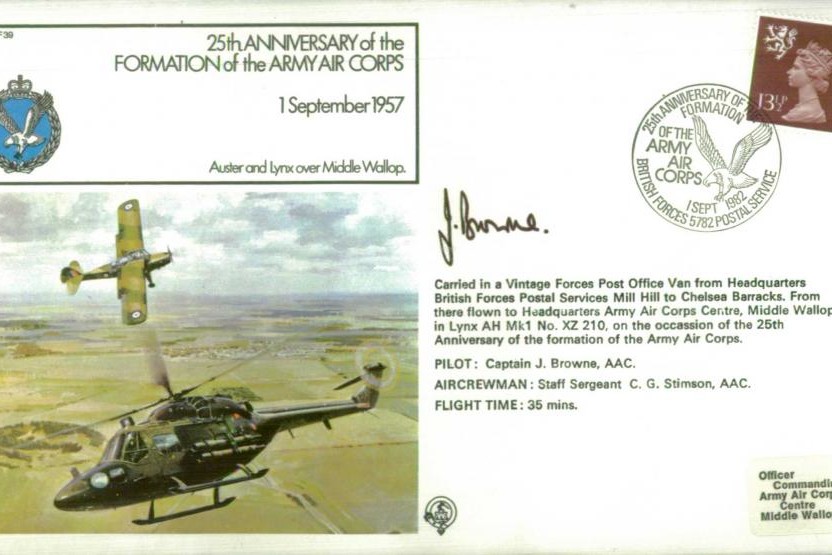 F39
25th ANNIVERSARY of the
FORMATION of the ARMY AIR CORPS
1 September 1957
Auster and Lynx over Middle Wallop.
13½
25th ANNIVERSARY OF
FORMATION
OF THE
ARMY
AIR
CORPS
1 SEPT 1982
BRITISH FORCES 5782 POSTAL SERVICE
J. Browne.
Carried in a Vintage Forces Post Office Van from Headquarters
British Forces Postal Services Mill Hill to Chelsea Barracks. From
there flown to Headquarters Army Air Corps Centre, Middle Wallop
in Lynx AH Mk1 No. XZ 210, on the occassion of the 25th
Anniversary of the formation of the Army Air Corps.
PILOT: Captain J. Browne, AAC.
AIRCREWMAN: Staff Sergeant C. G. Stimson, AAC.
FLIGHT TIME: 35 mins.
Officer
Commandin
Army Air Corp
Centre
Middle Wallo